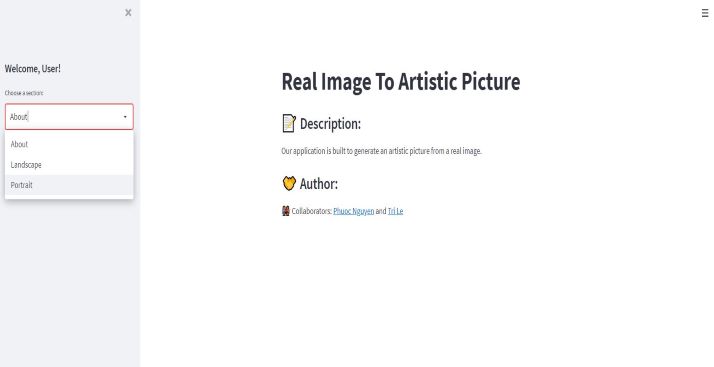 Welcome, User!
Choose a section:
About
About
Landscape
Portrait
Real Image To Artistic Picture
Description:
Our application is built to generate an artistic picture from a real image.
Author:
Collaborators: Phuoc Nguyen and Tri Le